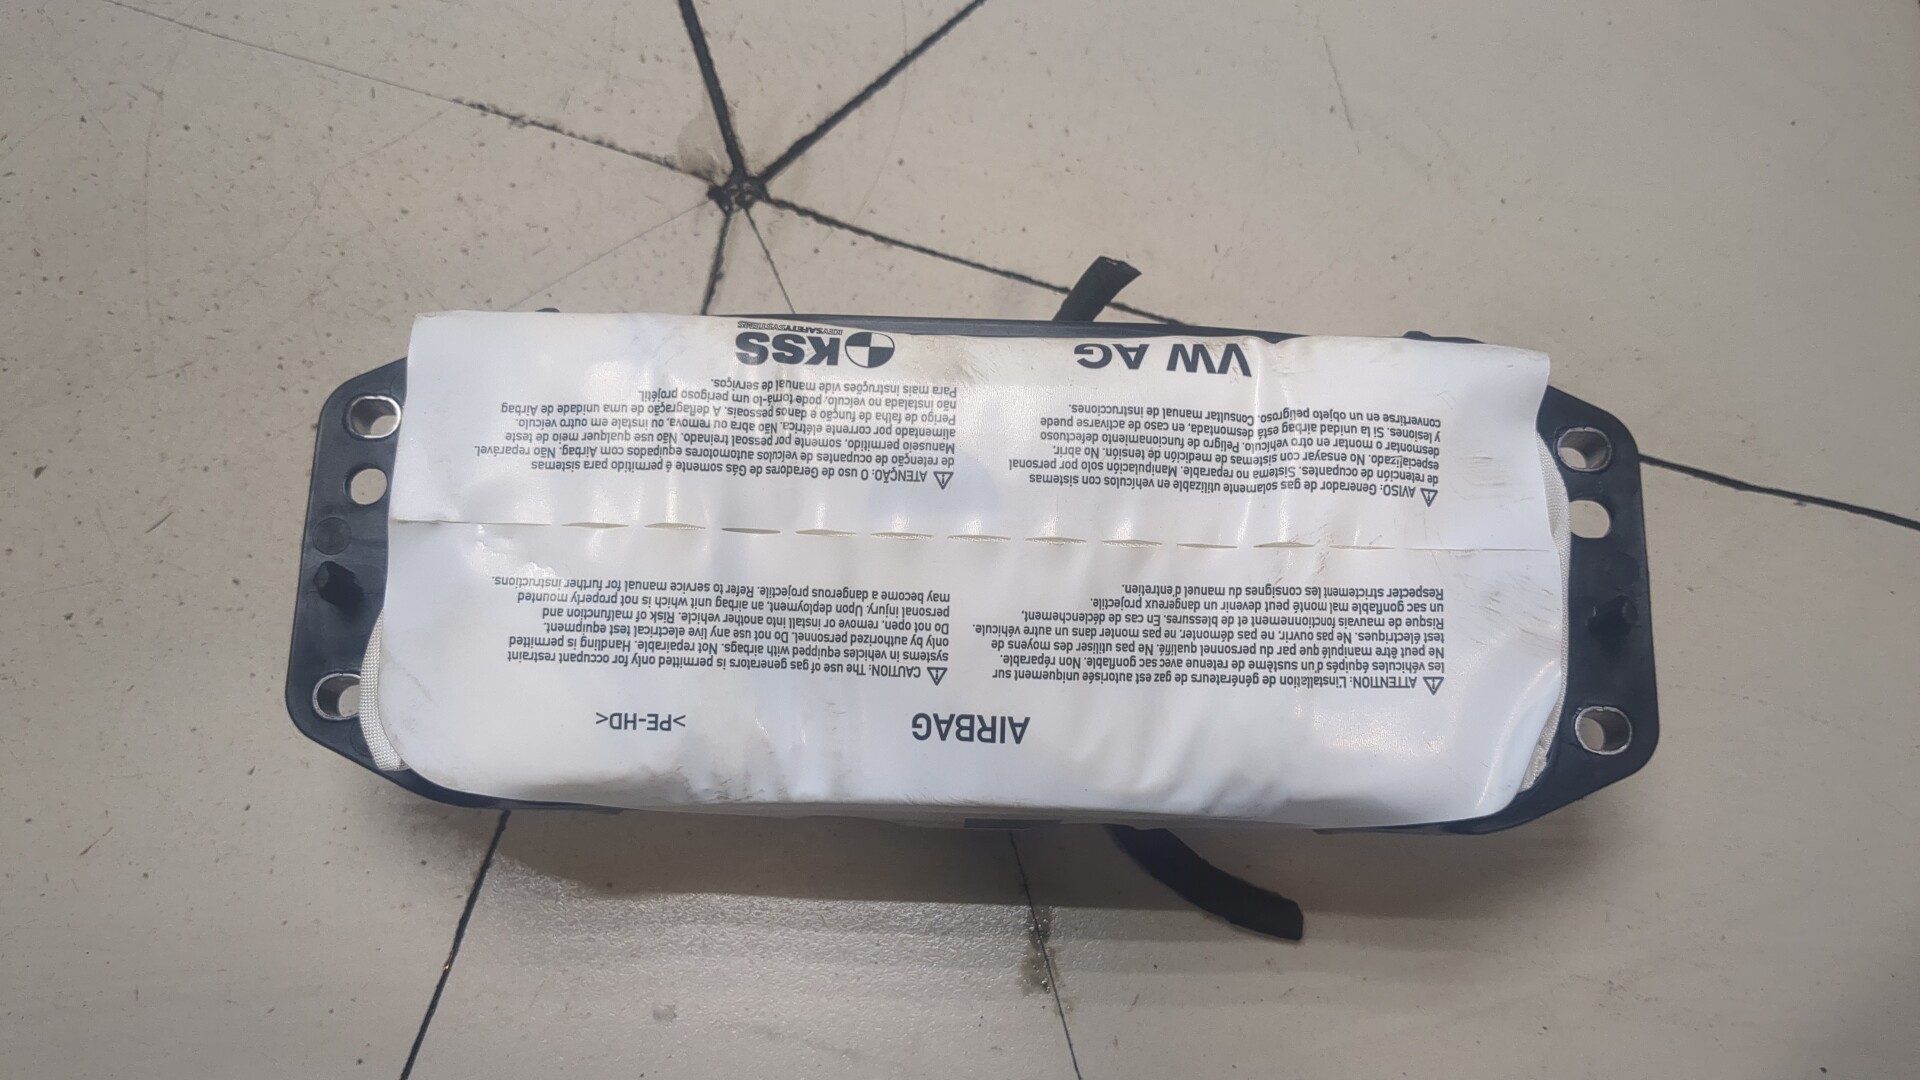 AIRBAG
>PE-HD<
ATTENTION: L'installation de générateurs de gaz est autorisée uniquement sur
les véhicules équipés d'un système de retenue avec sac gonflable. Non réparable.
Ne peut être manipulé que par du personnel qualifié. Ne pas utiliser des moyens de
test électriques. Ne pas ouvrir, ne pas démonter, ne pas monter dans un autre véhicule.
Risque de mauvais fonctionnement et de blessures. En cas de déclenchement,
un sac gonflable mal monté peut devenir un dangereux projectile.
Respecter strictement les consignes du manuel d'entretien.
CAUTION: The use of gas generators is permitted only for occupant restraint
systems in vehicles equipped with airbags. Not repairable. Handling is permitted
only by authorized personnel. Do not use any live electrical test equipment.
Do not open, remove or install into another vehicle. Risk of malfunction and
personal injury. Upon deployment, an airbag unit which is not properly mounted
may become a dangerous projectile. Refer to service manual for further instructions.
AVISO: Generador de gas solamente utilizable en vehículos con sistemas
de retención de ocupantes. Sistema no reparable. Manipulación solo por personal
especializado. No ensayar con sistemas de medición de tensión. No abrir,
desmontar o montar en otro vehículo. Peligro de funcionamiento defectuoso
y lesiones. Si la unidad airbag está desmontada, en caso de activarse puede
convertirse en un objeto peligroso. Consultar manual de instrucciones.
ATENÇÃO: O uso de Geradores de Gás somente é permitido para sistemas
de retenção de ocupantes de veículos automotores equipados com Airbag. Não reparável.
Manuseio permitido, somente por pessoal treinado. Não use qualquer meio de teste
alimentado por corrente elétrica. Não abra ou remova, ou instale em outro veículo.
Perigo de falha de função e danos pessoais. A deflagração de uma unidade de Airbag
não instalada no veículo, pode torná-lo um perigoso projétil.
Para mais instruções vide manual de serviços.
VW AG
KSS
KEY SAFETY SYSTEMS